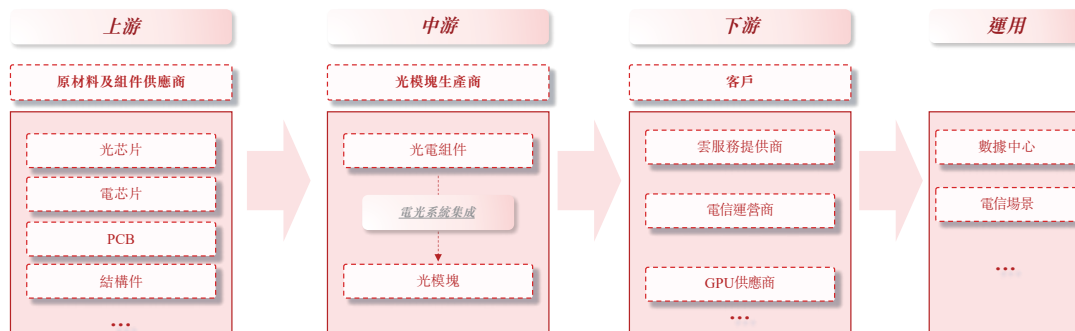 上游
原材料及組件供應商
光芯片
電芯片
PCB
結構件
...
中游
光模塊生產商
光電組件
電光系統集成
光模塊
下游
客戶
雲服務提供商
電信運營商
GPU供應商
...
運用
數據中心
電信場景
...